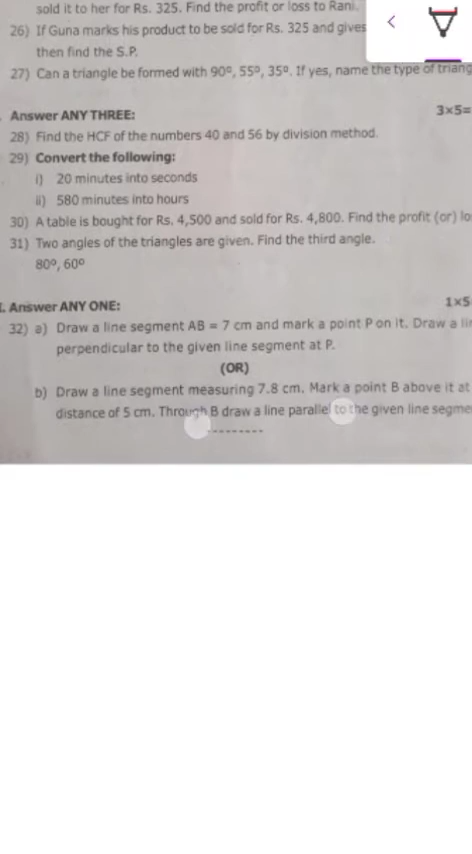 sold it to her for Rs. 325. Find the profit or loss to Rani.
26) If Guna marks his product to be sold for Rs. 325 and gives
then find the S.P.
27) Can a triangle be formed with 90⁰, 55⁰, 35⁰. If yes, name the type of triang
. Answer ANY THREE:
3×5=
28) Find the HCF of the numbers 40 and 56 by division method.
29) Convert the following:
i) 20 minutes into seconds
ii) 580 minutes into hours
30) A table is bought for Rs. 4,500 and sold for Rs. 4,800. Find the profit (or) lo
31) Two angles of the triangles are given. Find the third angle.
80⁰, 60⁰
I. Answer ANY ONE:
1×5
32) a) Draw a line segment AB = 7 cm and mark a point P on it. Draw a lin
perpendicular to the given line segment at P.
(OR)
b) Draw a line segment measuring 7.8 cm. Mark a point B above it at
distance of 5 cm. Through B draw a line parallel to the given line segme
---------